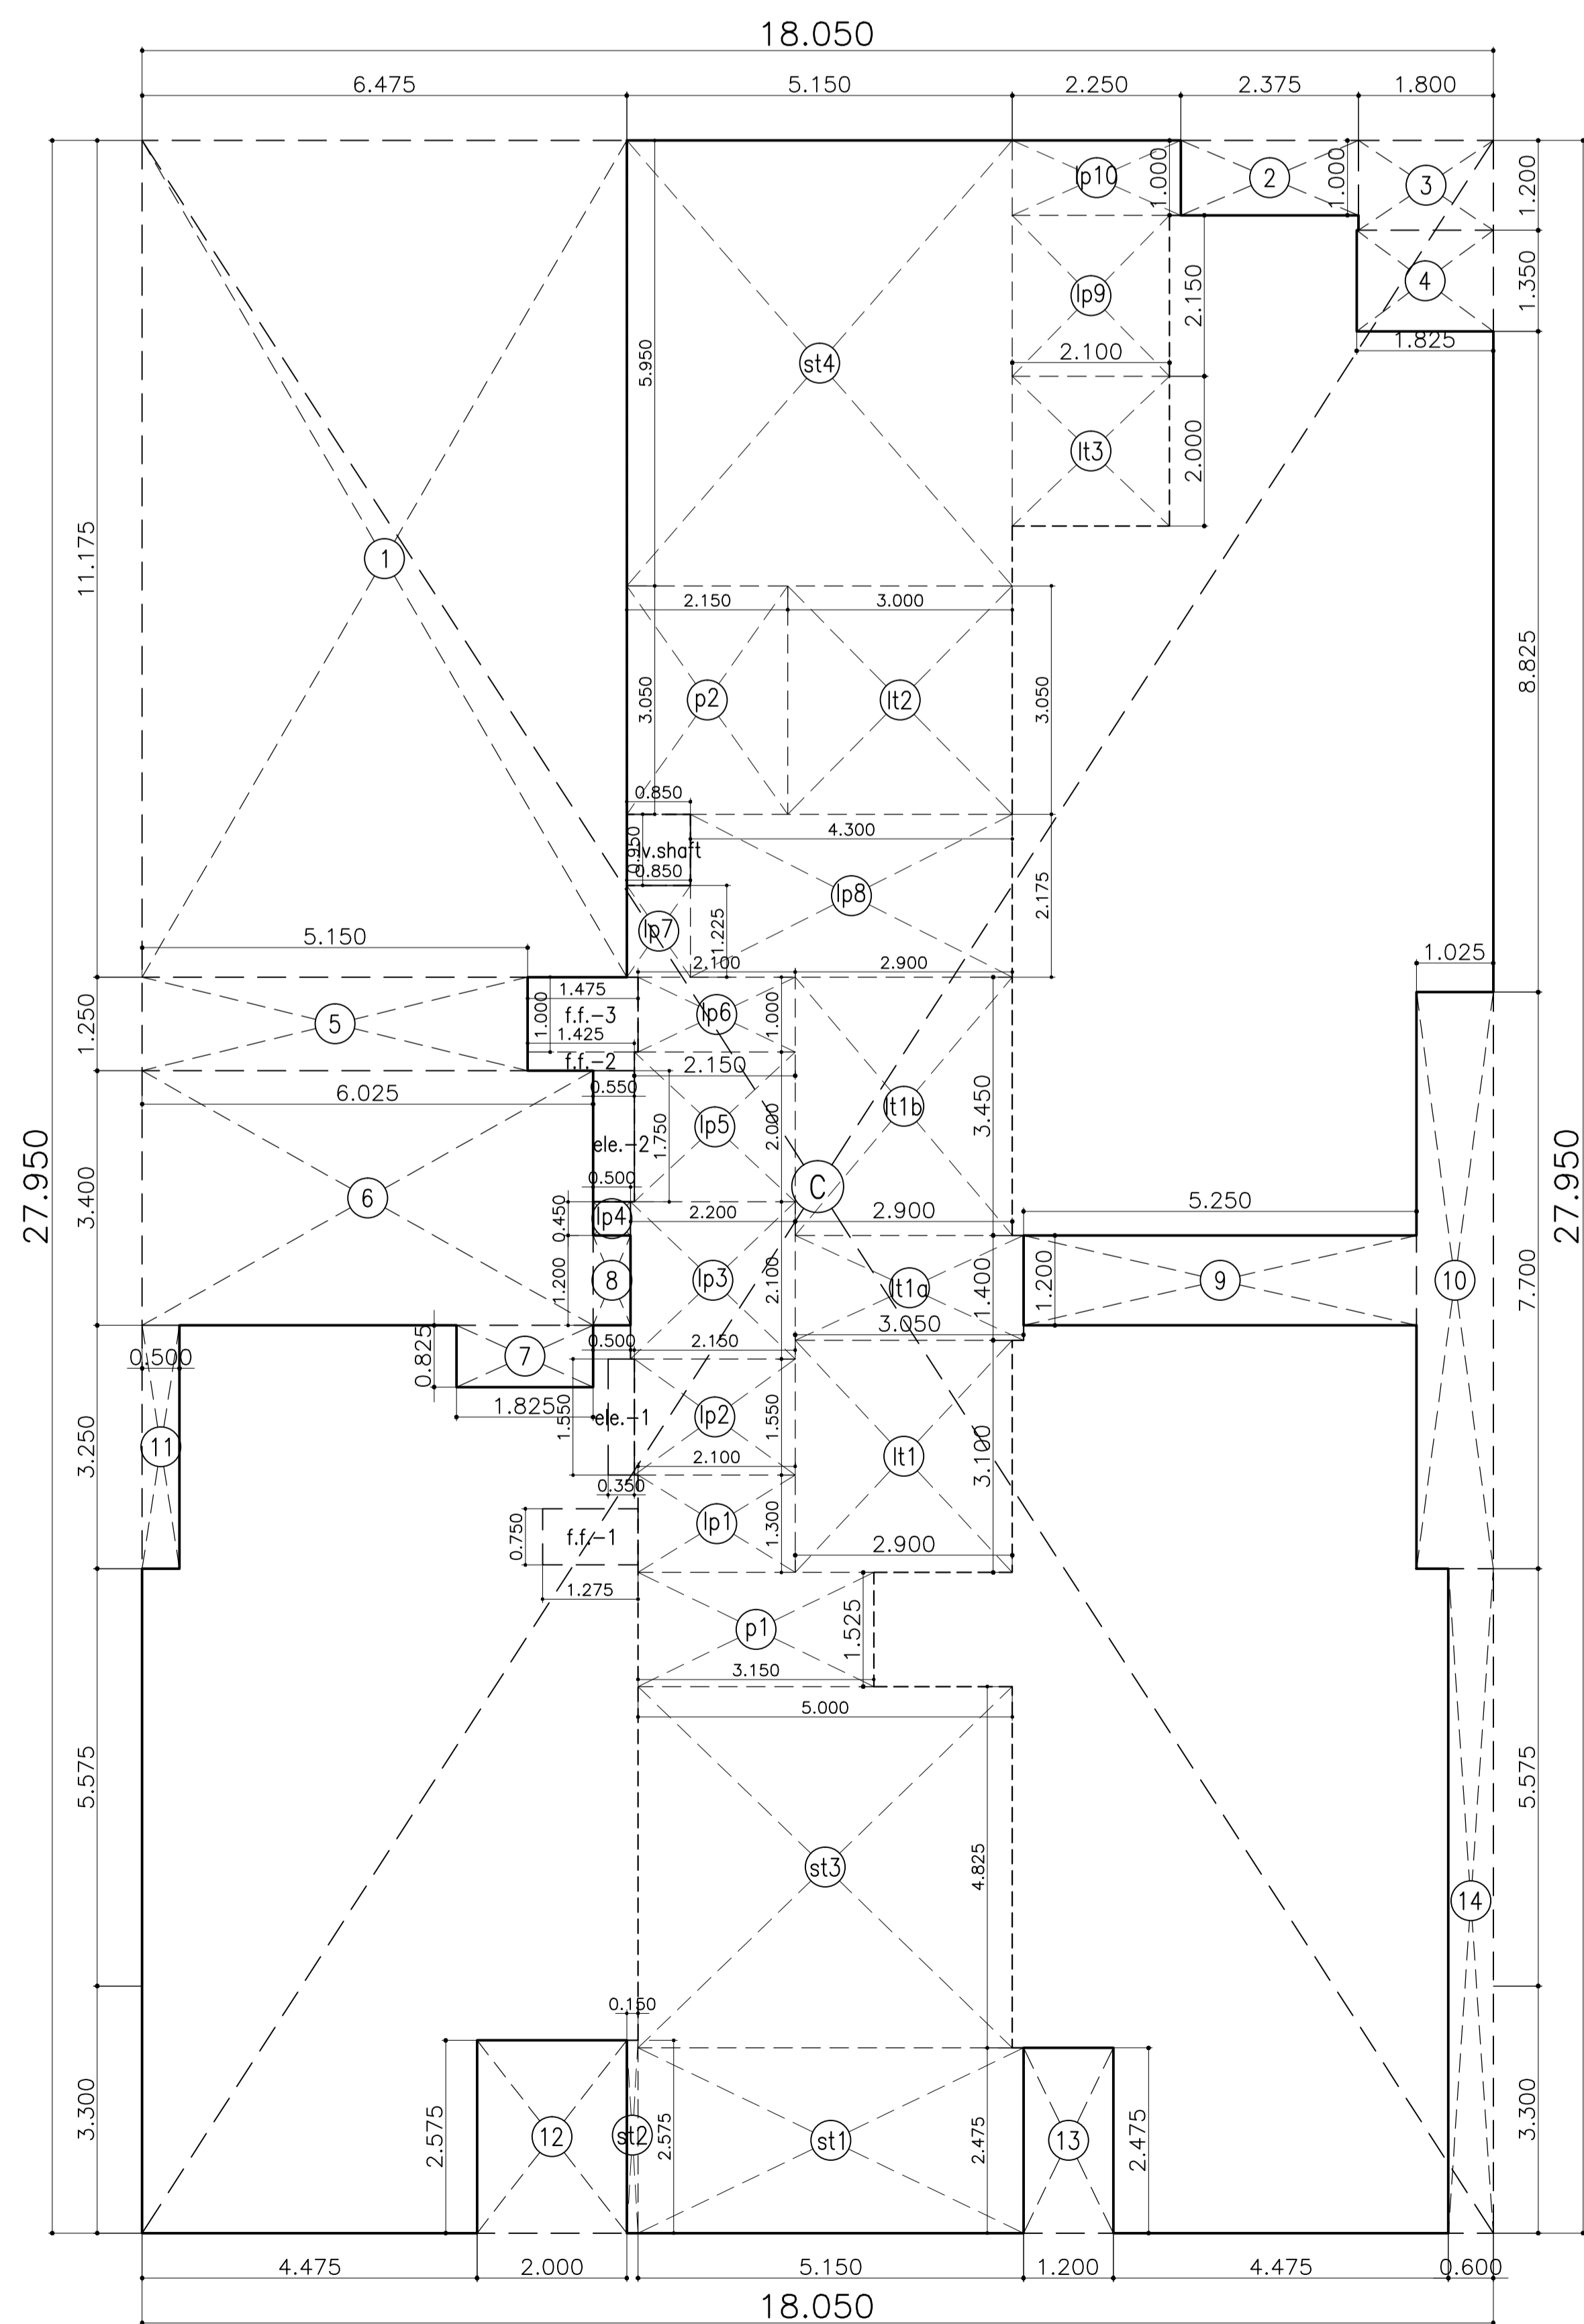 18.050
6.475 5.150 2.250 2.375 1.800
lp10 1.000 2 1.000 3 1.200
4 1.350
lp9 2.150
1.825
5.950 st4 2.100
lt3 2.000
11.175 1
2.150 3.000
3.050 p2 lt2 3.050 8.825
0.850
4.300
0.950 lv.shaft
0.850
lp8 2.175
lp7 1.225
5.150
2.100 2.900 1.025
1.475
1.250 5 1.000 f.f.-3 lp6 1.000
1.425
f.f.-2 2.150
0.550
6.025 lp5 2.000 lt1b 3.450
ele.-2 1.750
27.950 3.400 6 0.500 C 27.950
lp4 0.450 2.200 2.900 5.250
1.200 8 lp3 2.100 lt1a 1.400 1.200 9 10 7.700
3.050
0.500 0.825 7 0.500 2.150
1.825 ele.-1 1.550 lp2 1.550
3.250 11 2.100 lt1 3.100
0.350
0.750 f.f.-1 lp1 1.300
2.900
1.275
p1 1.525
3.150
5.000
5.575 5.575
st3 4.825
14
0.150
3.300 2.575 12 st2 2.575 st1 2.475 13 2.475 3.300
4.475 2.000 5.150 1.200 4.475 0.600
18.050